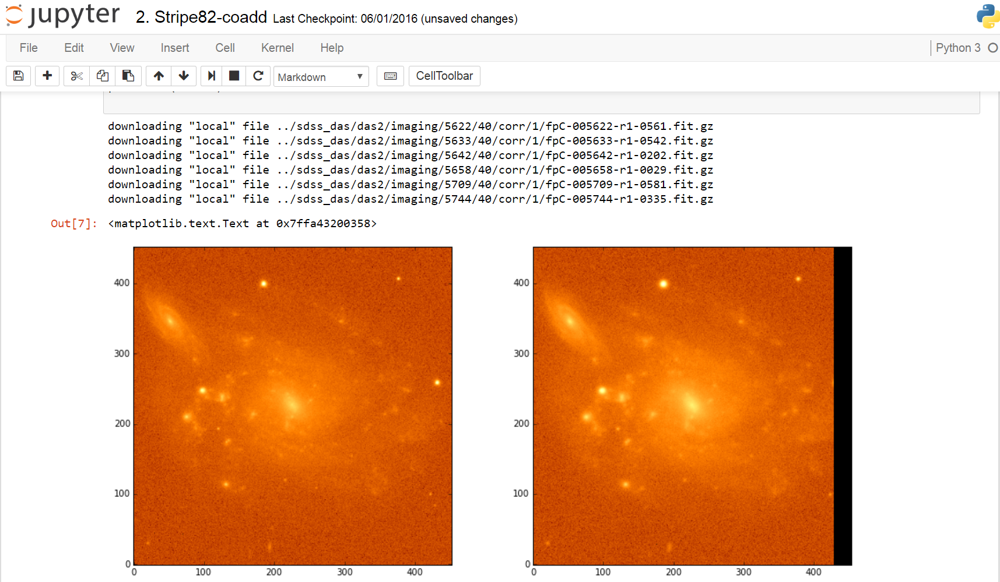 jupyter 2. Stripe82-coadd Last Checkpoint: 06/01/2016 (unsaved changes)
File Edit View Insert Cell Kernel Help Python 3
Markdown CellToolbar
downloading "local" file ../sdss_das/das2/imaging/5622/40/corr/1/fpC-005622-r1-0561.fit.gz
downloading "local" file ../sdss_das/das2/imaging/5633/40/corr/1/fpC-005633-r1-0542.fit.gz
downloading "local" file ../sdss_das/das2/imaging/5642/40/corr/1/fpC-005642-r1-0202.fit.gz
downloading "local" file ../sdss_das/das2/imaging/5658/40/corr/1/fpC-005658-r1-0029.fit.gz
downloading "local" file ../sdss_das/das2/imaging/5709/40/corr/1/fpC-005709-r1-0581.fit.gz
downloading "local" file ../sdss_das/das2/imaging/5744/40/corr/1/fpC-005744-r1-0335.fit.gz
Out[7]: <matplotlib.text.Text at 0x7ffa43200358>
400 400
300 300
200 200
100 100
0 0
0 100 200 300 400 0 100 200 300 400